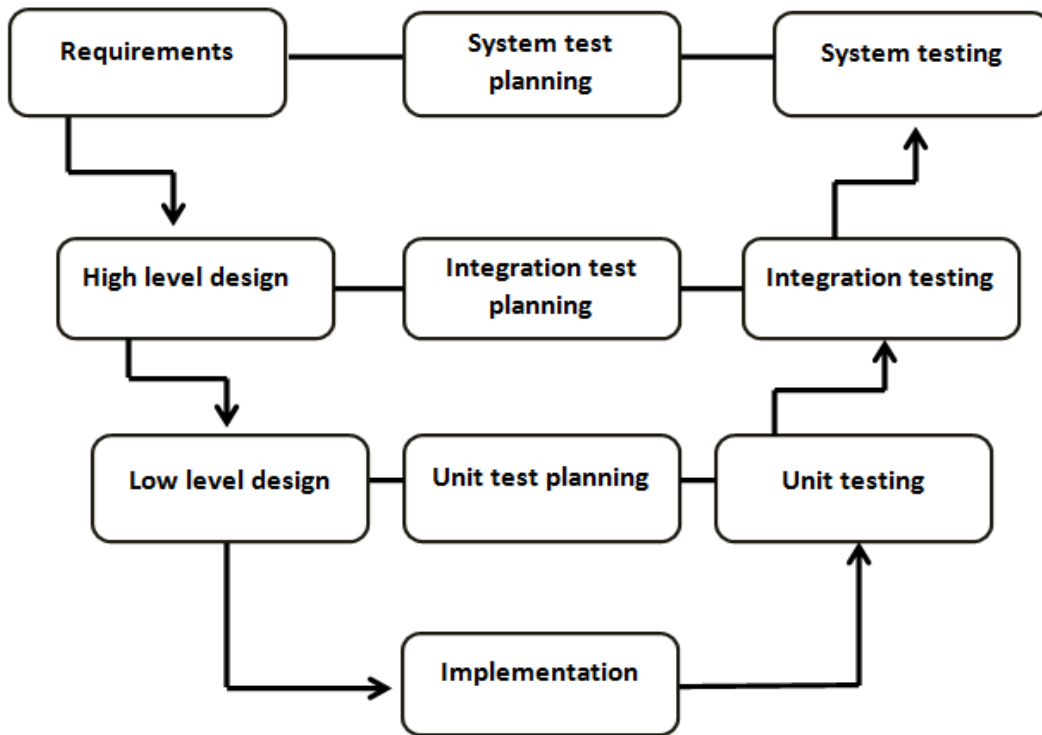 Requirements
System test
planning
System testing
High level design
Integration test
planning
Integration testing
Low level design
Unit test planning
Unit testing
Implementation